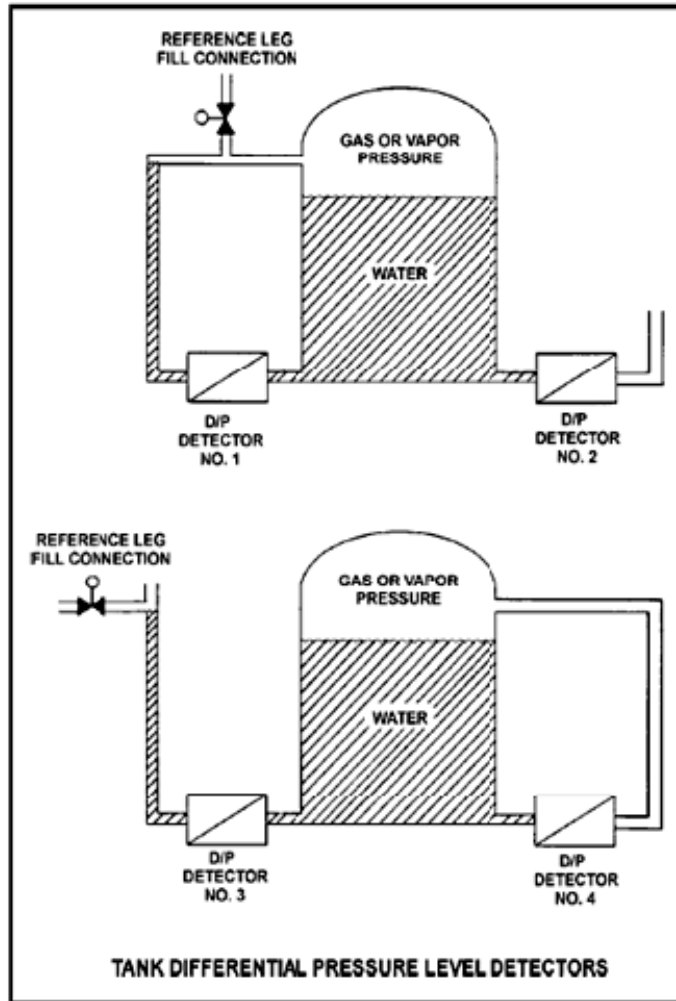 REFERENCE LEG
FILL CONNECTION
GAS OR VAPOR
PRESSURE
WATER
D/P
DETECTOR
NO. 1
D/P
DETECTOR
NO. 2
REFERENCE LEG
FILL CONNECTION
GAS OR VAPOR
PRESSURE
WATER
D/P
DETECTOR
NO. 3
D/P
DETECTOR
NO. 4
TANK DIFFERENTIAL PRESSURE LEVEL DETECTORS